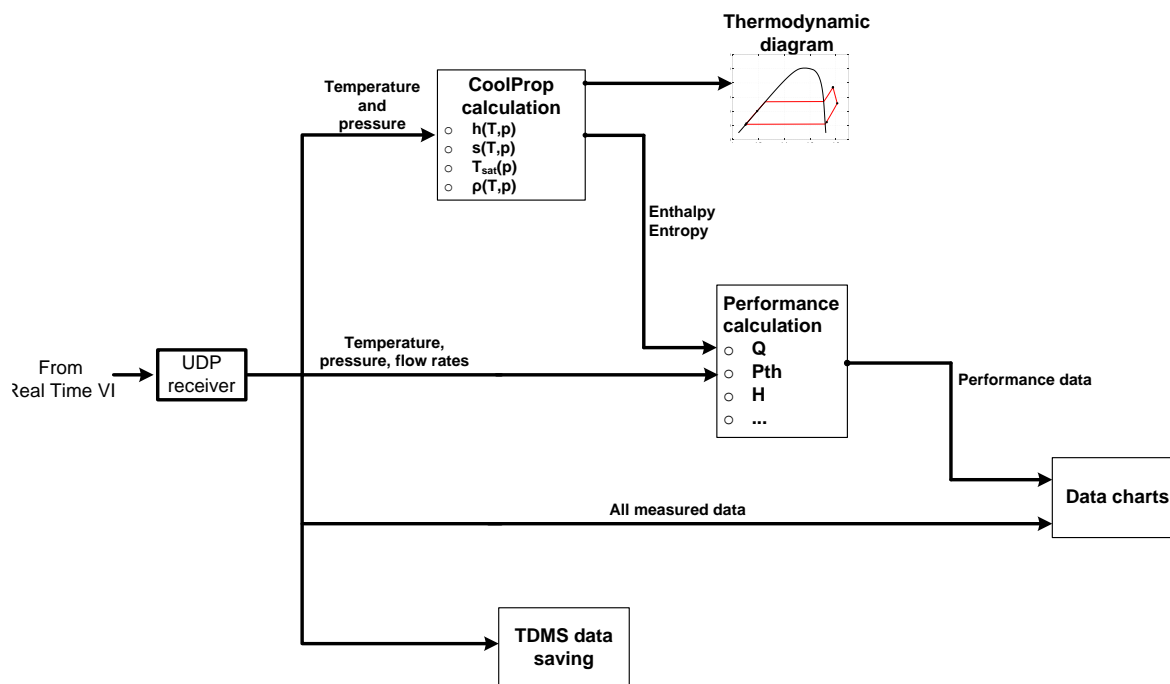 Thermodynamic
diagram
Temperature
and
pressure
CoolProp
calculation
○ h(T,p)
○ s(T,p)
○ Tsat(p)
○ ρ(T,p)
Enthalpy
Entropy
Performance
calculation
○ Q
○ Pth
○ H
○ ...
Temperature,
pressure, flow rates
From
Real Time VI
UDP
receiver
Performance data
Data charts
All measured data
TDMS data
saving